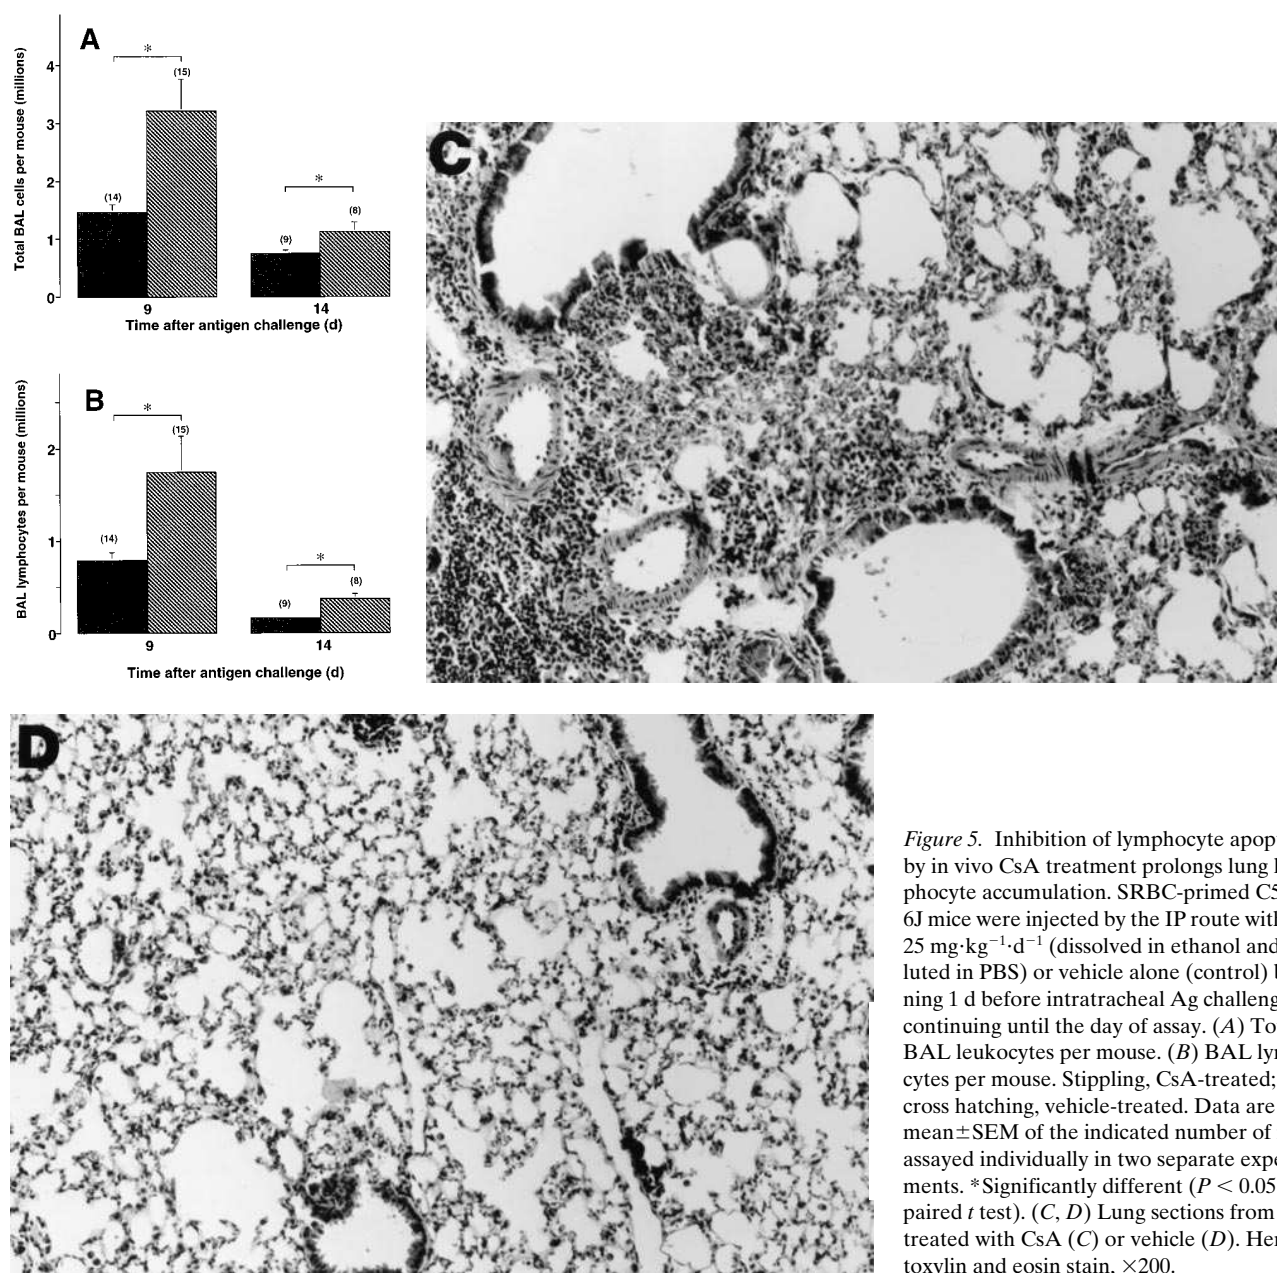 A
Total BAL cells per mouse (millions)
4
3
2
1
0
*
(14)
(15)
*
(9)
(8)
9
14
Time after antigen challenge (d)
B
BAL lymphocytes per mouse (millions)
2
1
0
*
(14)
(15)
*
(9)
(8)
9
14
Time after antigen challenge (d)
C
D
Figure 5. Inhibition of lymphocyte apop
by in vivo CsA treatment prolongs lung l
phocyte accumulation. SRBC-primed C5
6J mice were injected by the IP route with
25 mg·kg⁻¹·d⁻¹ (dissolved in ethanol and
luted in PBS) or vehicle alone (control) b
ning 1 d before intratracheal Ag challeng
continuing until the day of assay. (A) To
BAL leukocytes per mouse. (B) BAL lyn
cytes per mouse. Stippling, CsA-treated;
cross hatching, vehicle-treated. Data are
mean±SEM of the indicated number of
assayed individually in two separate expe
ments. *Significantly different (P < 0.05
paired t test). (C, D) Lung sections from
treated with CsA (C) or vehicle (D). Her
toxylin and eosin stain, ×200.